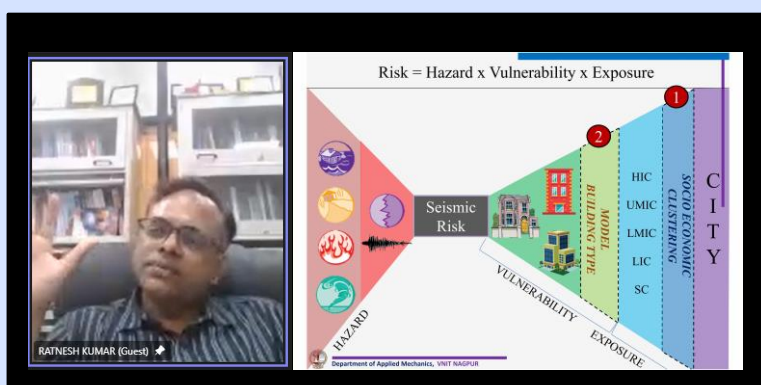 Risk = Hazard x Vulnerability x Exposure
1
2
Seismic
Risk
HAZARD
VULNERABILITY
EXPOSURE
MODEL
BUILDING TYPE
HIC
UMIC
LMIC
LIC
SC
SOCIO ECONOMIC
CLUSTERING
CITY
RATNESH KUMAR (Guest)
Department of Applied Mechanics, VNIT NAGPUR